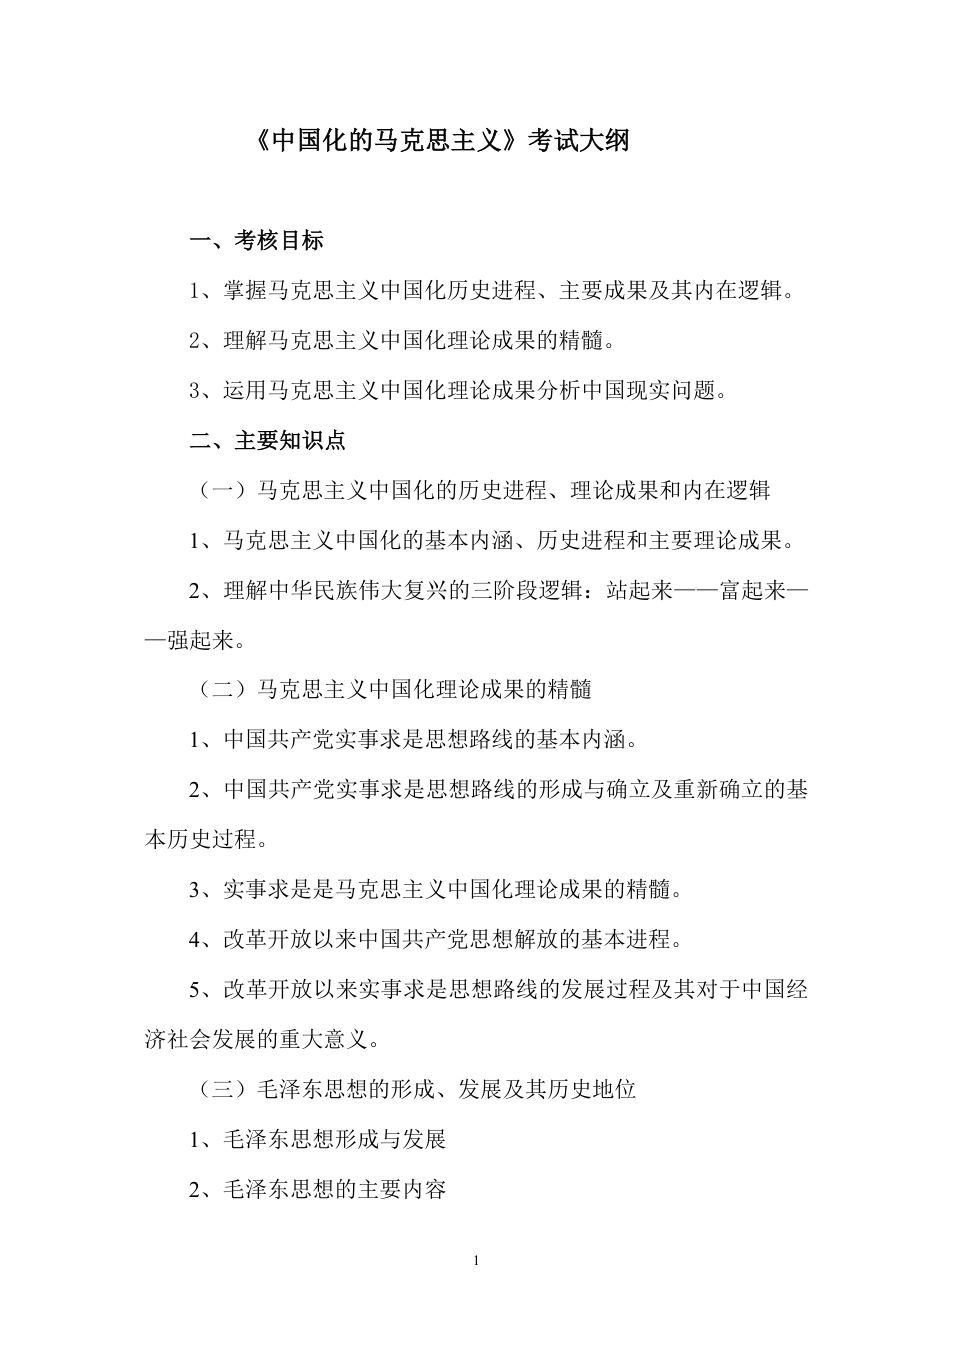 《中国化的马克思主义》考试大纲
一、考核目标
1、掌握马克思主义中国化历史进程、主要成果及其内在逻辑。
2、理解马克思主义中国化理论成果的精髓。
3、运用马克思主义中国化理论成果分析中国现实问题。
二、主要知识点
（一）马克思主义中国化的历史进程、理论成果和内在逻辑
1、马克思主义中国化的基本内涵、历史进程和主要理论成果。
2、理解中华民族伟大复兴的三阶段逻辑：站起来——富起来—
—强起来。
（二）马克思主义中国化理论成果的精髓
1、中国共产党实事求是思想路线的基本内涵。
2、中国共产党实事求是思想路线的形成与确立及重新确立的基
本历史过程。
3、实事求是是马克思主义中国化理论成果的精髓。
4、改革开放以来中国共产党思想解放的基本进程。
5、改革开放以来实事求是思想路线的发展过程及其对于中国经
济社会发展的重大意义。
（三）毛泽东思想的形成、发展及其历史地位
1、毛泽东思想形成与发展
2、毛泽东思想的主要内容
1